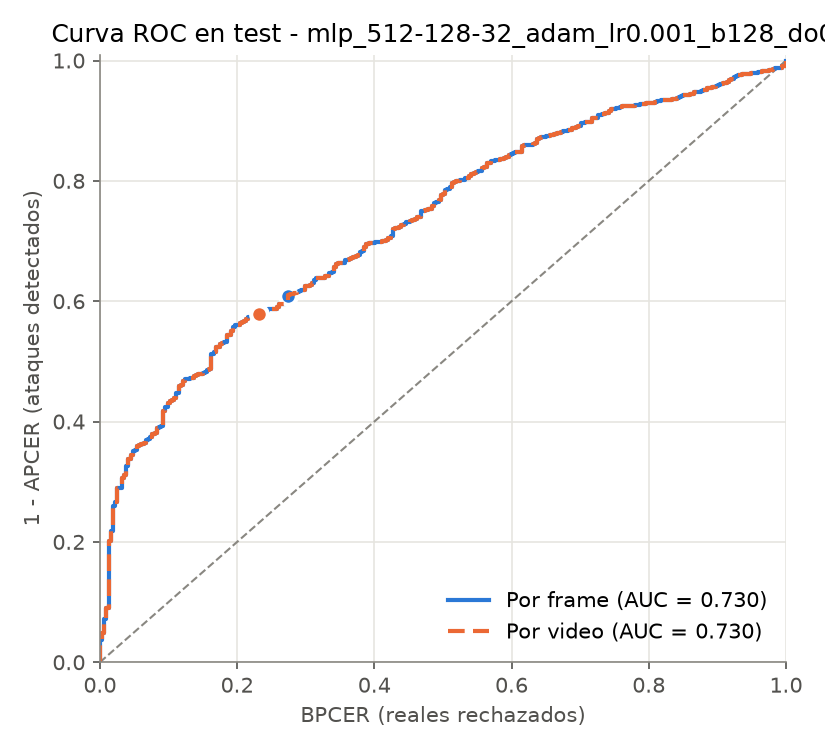 Curva ROC en test - mlp_512-128-32_adam_lr0.001_b128_do0
1 - APCER (ataques detectados)
1.0
0.8
0.6
0.4
0.2
0.0
Por frame (AUC = 0.730)
Por video (AUC = 0.730)
0.0 0.2 0.4 0.6 0.8 1.0
BPCER (reales rechazados)